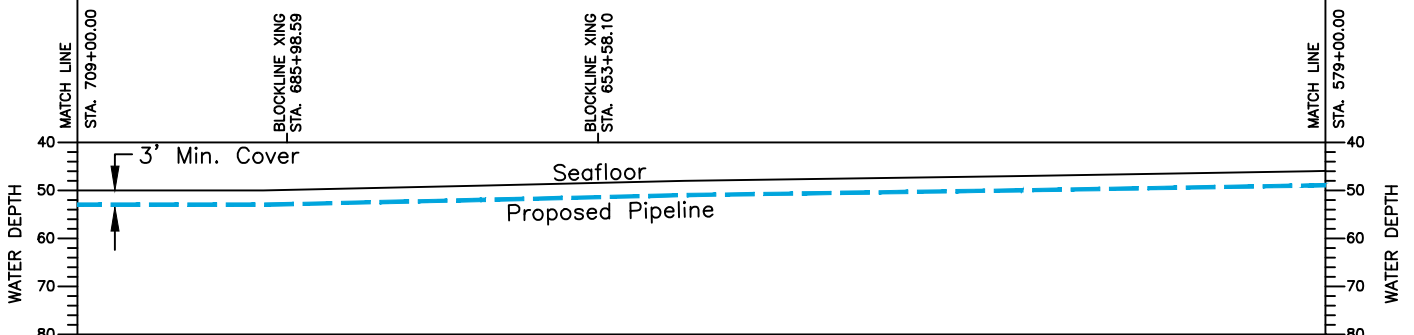 MATCH LINE
STA. 709+00.00
BLOCKLINE XING
STA. 685+98.59
BLOCKLINE XING
STA. 653+58.10
MATCH LINE
STA. 579+00.00
40
40
3' Min. Cover
Seafloor
50
50
Proposed Pipeline
WATER DEPTH
WATER DEPTH
60
60
70
70
80
80